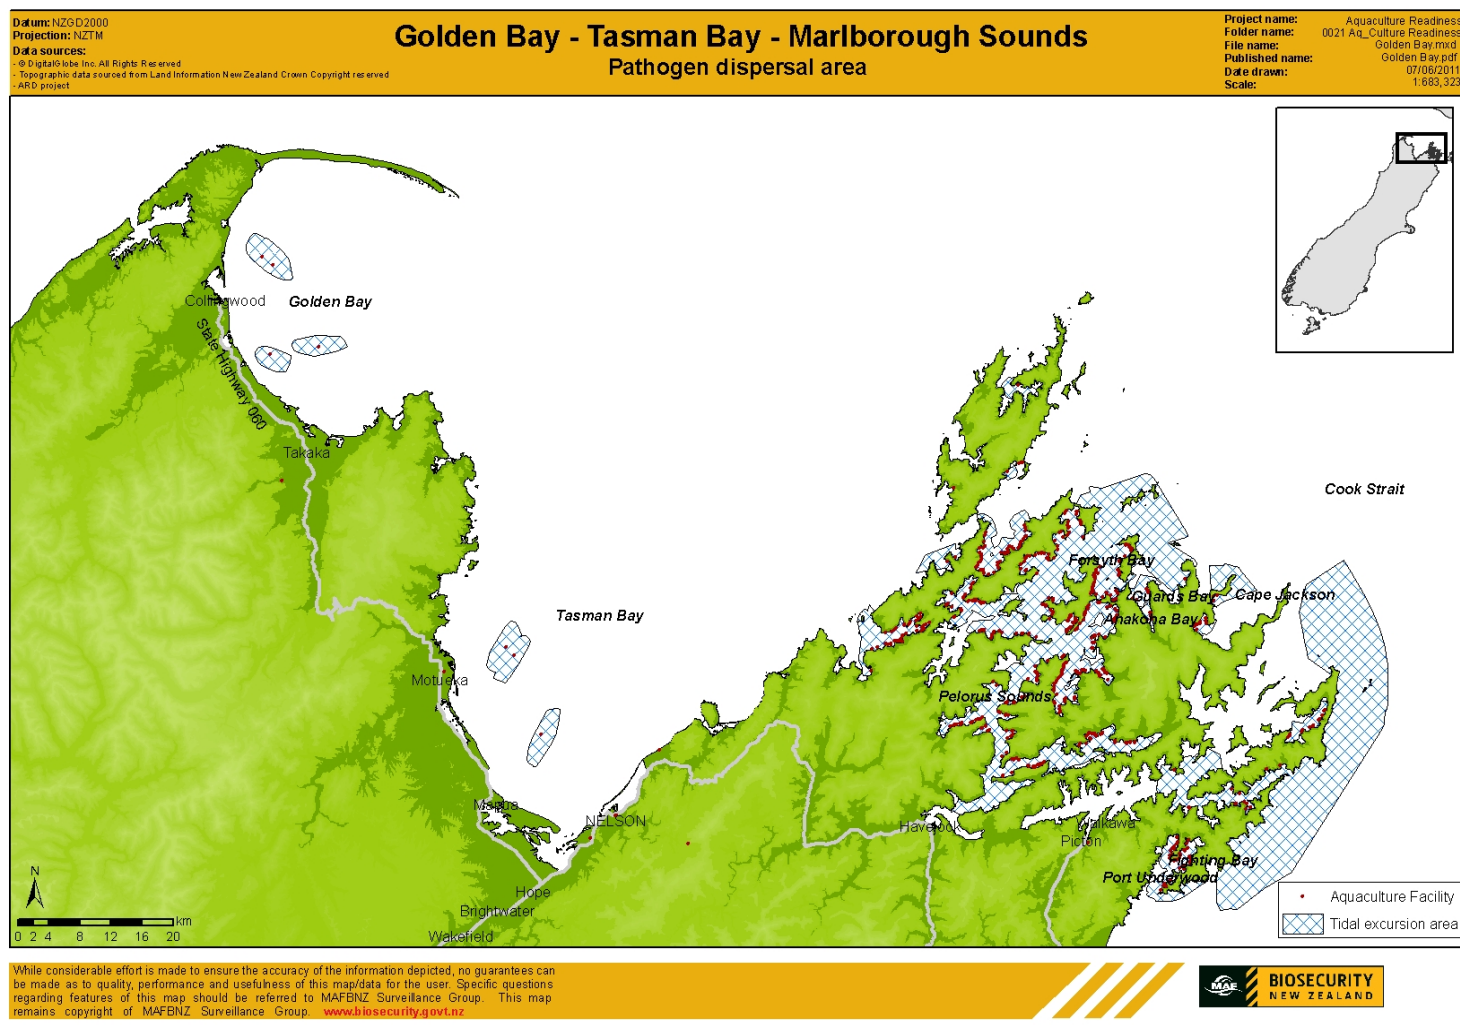 Datum: NZGD2000
Projection: NZTM
Data sources:
- © DigitalGlobe Inc. All Rights Reserved
- Topographic data sourced from Land Information New Zealand Crown Copyright reserved
- ARD project
Golden Bay - Tasman Bay - Marlborough Sounds
Pathogen dispersal area
Project name: Aquaculture Readiness
Folder name: 0021 Aq_Culture Readiness
File name: Golden Bay.mxd
Published name: Golden Bay.pdf
Date drawn: 07/06/2011
Scale: 1:683,323
Collingwood
Golden Bay
State Highway 060
Takaka
Cook Strait
Forsyth Bay
Guards Bay
Cape Jackson
Anakoha Bay
Tasman Bay
Motueka
Pelorus Sounds
Mapua
NELSON
Havelock
Waikawa
Picton
Fighting Bay
Port Underwood
Hope
Brightwater
Wakefield
N
km
0 2 4 8 12 16 20
Aquaculture Facility
Tidal excursion area
While considerable effort is made to ensure the accuracy of the information depicted, no guarantees can
be made as to quality, performance and usefulness of this map/data for the user. Specific questions
regarding features of this map should be referred to MAFBNZ Surveillance Group. This map
remains copyright of MAFBNZ Surveillance Group. www.biosecurity.govt.nz
MAF
BIOSECURITY
NEW ZEALAND